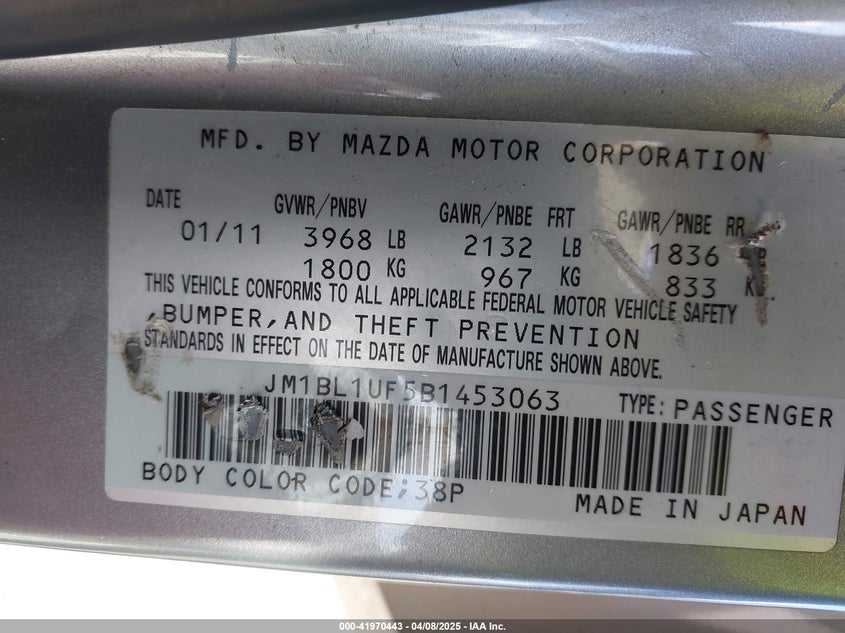 MFD. BY MAZDA MOTOR CORPORATION
DATE GVWR/PNBV GAWR/PNBE FRT GAWR/PNBE RR
01/11 3968 LB 2132 LB 1836
1800 KG 967 KG 833 KG
THIS VEHICLE CONFORMS TO ALL APPLICABLE FEDERAL MOTOR VEHICLE SAFETY
,BUMPER,AND THEFT PREVENTION
STANDARDS IN EFFECT ON THE DATE OF MANUFACTURE SHOWN ABOVE.
JM1BL1UF5B1453063 TYPE: PASSENGER
BODY COLOR CODE;38P
MADE IN JAPAN
000-41970443 - 04/08/2025 - IAA Inc.